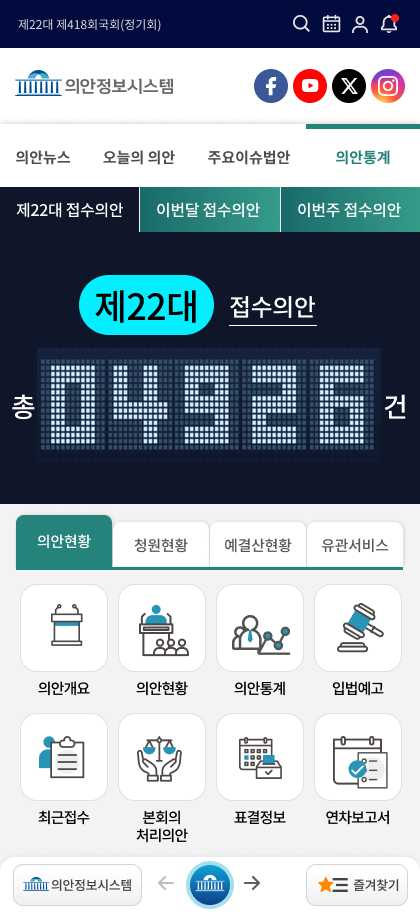 제22대 제418회국회(정기회)
의안정보시스템
의안뉴스 오늘의 의안 주요이슈법안 의안통계
제22대 접수의안 이번달 접수의안 이번주 접수의안
제22대 접수의안
총 04926 건
의안현황 청원현황 예결산현황 유관서비스
의안개요 의안현황 의안통계 입법예고
최근접수 본회의 처리의안 표결정보 연차보고서
의안정보시스템 즐겨찾기